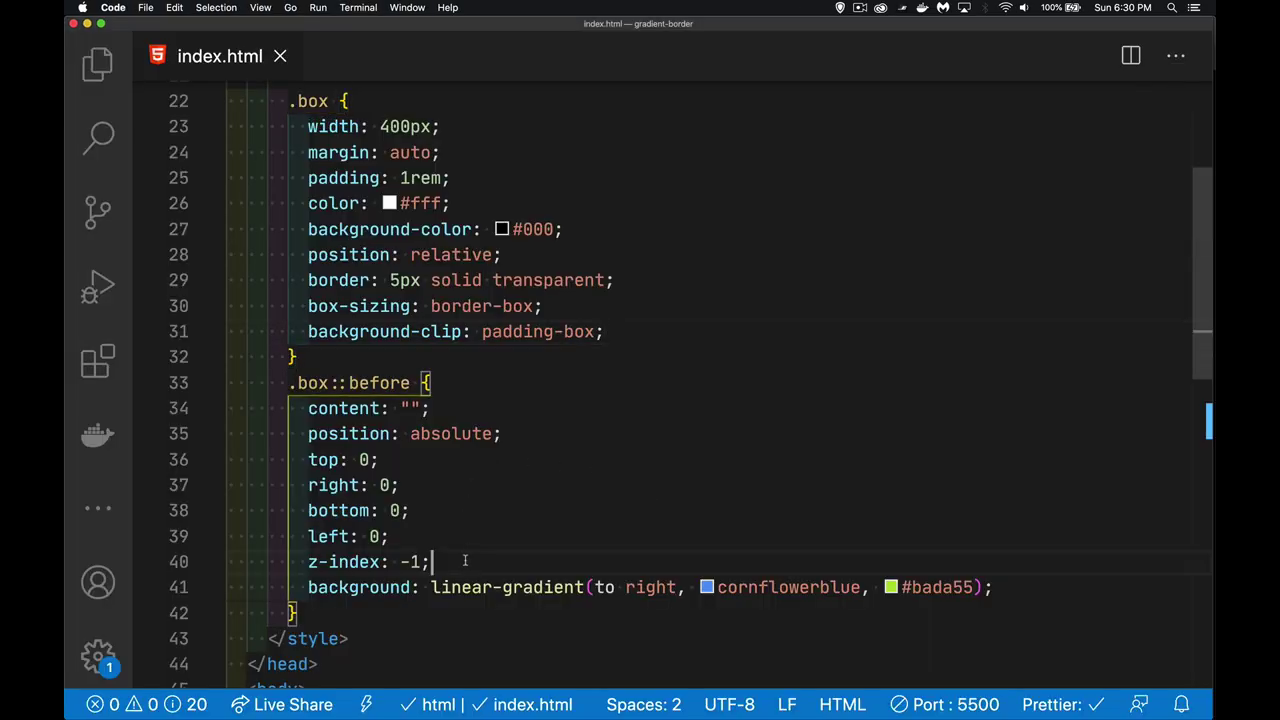 Code File Edit Selection View Go Run Terminal Window Help 100% Sun 6:30 PM
index.html — gradient-border
index.html
22 .box {
23 width: 400px;
24 margin: auto;
25 padding: 1rem;
26 color: #fff;
27 background-color: #000;
28 position: relative;
29 border: 5px solid transparent;
30 box-sizing: border-box;
31 background-clip: padding-box;
32 }
33 .box::before {
34 content: "";
35 position: absolute;
36 top: 0;
37 right: 0;
38 bottom: 0;
39 left: 0;
40 z-index: -1;
41 background: linear-gradient(to right, cornflowerblue, #bada55);
42 }
43 </style>
44 </head>
1
0 0 20 Live Share html index.html Spaces: 2 UTF-8 LF HTML Port : 5500 Prettier: